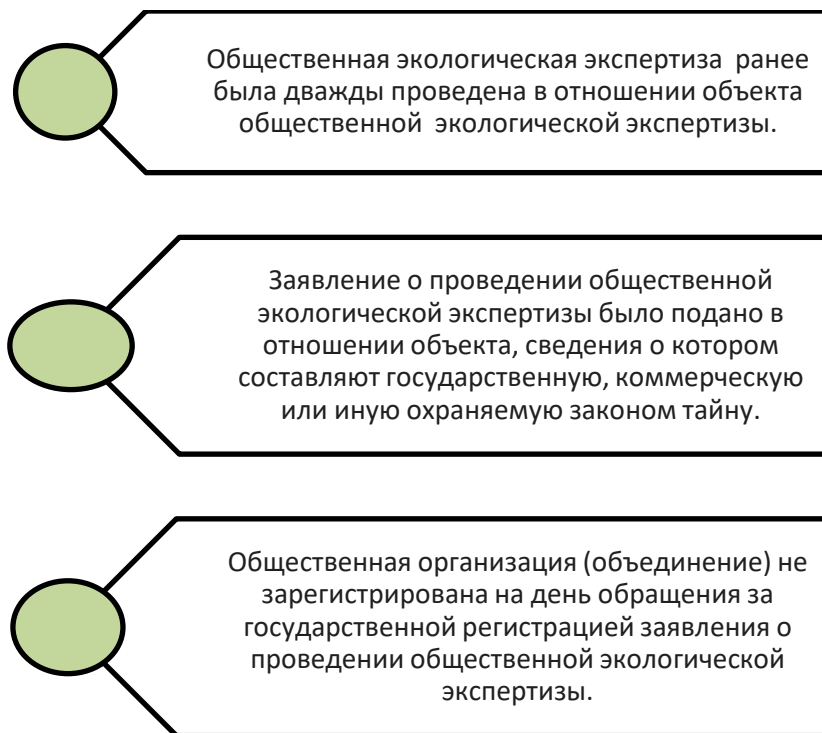 Общественная экологическая экспертиза ранее
была дважды проведена в отношении объекта
общественной экологической экспертизы.
Заявление о проведении общественной
экологической экспертизы было подано в
отношении объекта, сведения о котором
составляют государственную, коммерческую
или иную охраняемую законом тайну.
Общественная организация (объединение) не
зарегистрирована на день обращения за
государственной регистрацией заявления о
проведении общественной экологической
экспертизы.